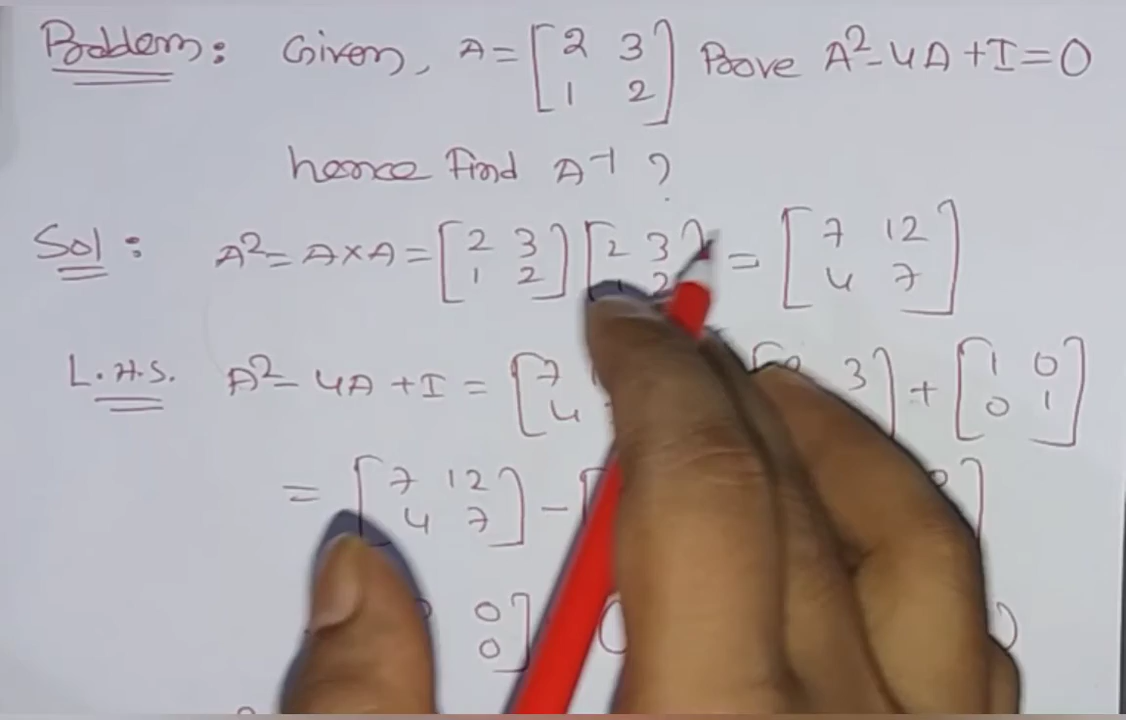 Problem: Given, A = [2 3] Prove A² - 4A + I = 0
[1 2]
hence find A⁻¹ ?
Sol: A² = A × A = [2 3] [2 3] = [7 12]
[1 2] [1 2] [4 7]
L.H.S. A² - 4A + I = [7 3] + [1 0]
[4 0 1]
= [7 12] - [
[4 7]
0]
0]